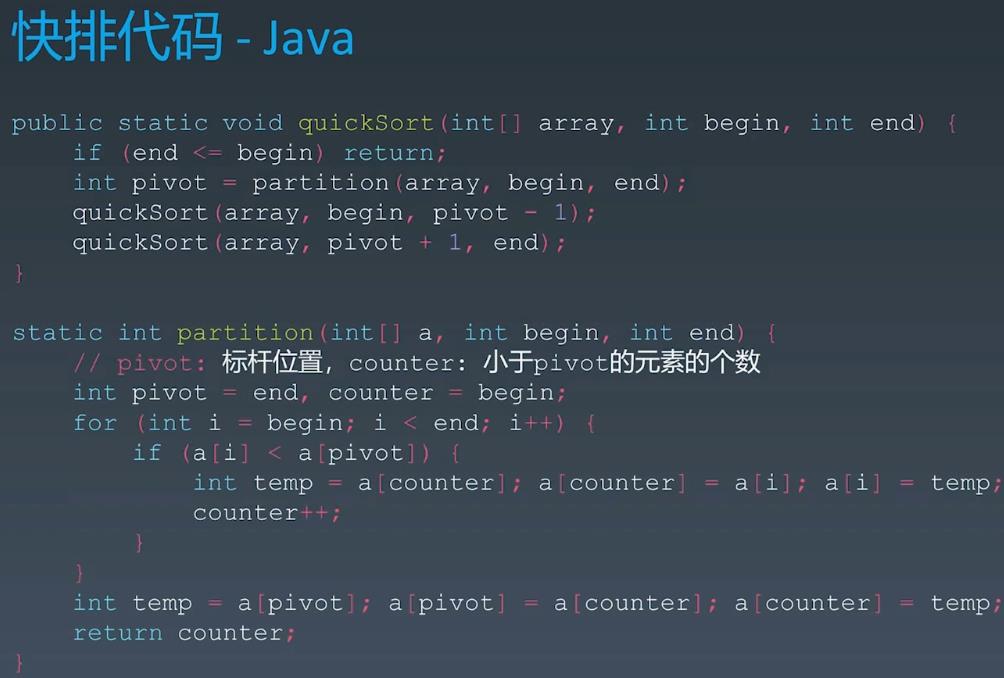 快排代码 - Java
public static void quickSort(int[] array, int begin, int end) {
    if (end <= begin) return;
    int pivot = partition(array, begin, end);
    quickSort(array, begin, pivot - 1);
    quickSort(array, pivot + 1, end);
}
static int partition(int[] a, int begin, int end) {
    // pivot: 标杆位置，counter: 小于pivot的元素的个数
    int pivot = end, counter = begin;
    for (int i = begin; i < end; i++) {
        if (a[i] < a[pivot]) {
            int temp = a[counter]; a[counter] = a[i]; a[i] = temp;
            counter++;
        }
    }
    int temp = a[pivot]; a[pivot] = a[counter]; a[counter] = temp;
    return counter;
}